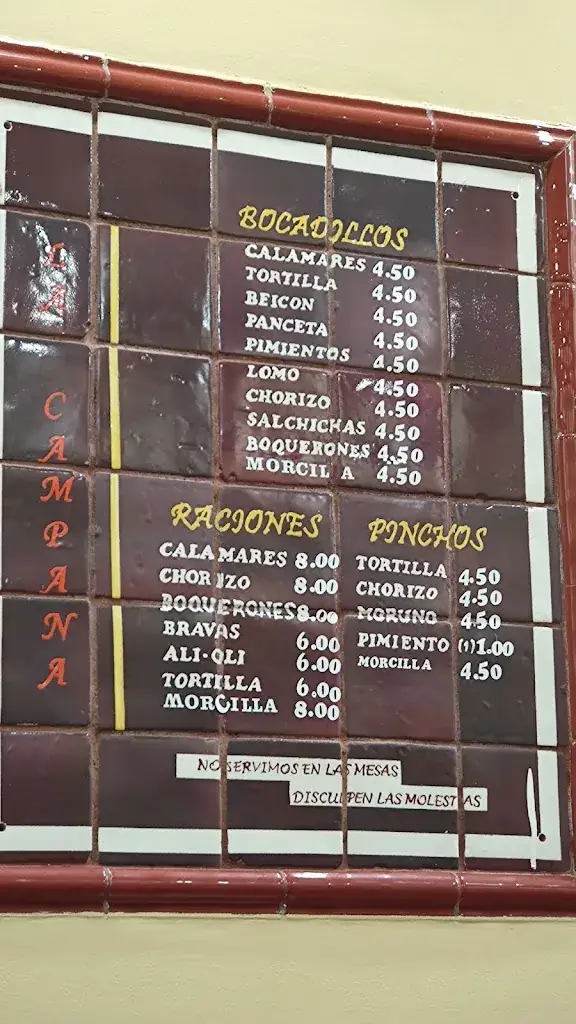 LA CAMPANA
BOCADILLOS
CALAMARES 4.50
TORTILLA 4.50
BEICON 4.50
PANCETA 4.50
PIMIENTOS 4.50
LOMO 4.50
CHORIZO 4.50
SALCHICHAS 4.50
BOQUERONES 4.50
MORCIL A 4.50
RACIONES
CALAMARES 8.00
CHORIZO 8.00
BOQUERONES 8.00
BRAVAS 6.00
ALI-OLI 6.00
TORTILLA 6.00
MORCILLA 8.00
PINCHOS
TORTILLA 4.50
CHORIZO 4.50
MORUNO 4.50
PIMIENTO (1) 1.00
MORCILLA 4.50
NO SERVIMOS EN LAS MESAS
DISCULPEN LAS MOLESTIAS